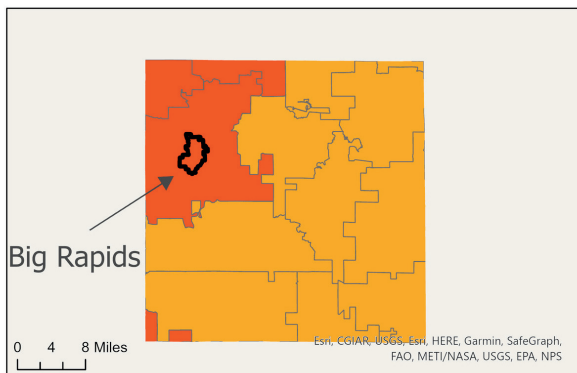 Big Rapids
0 4 8 Miles
Esri, CGIAR, USGS, Esri, HERE, Garmin, SafeGraph,
FAO, METI/NASA, USGS, EPA, NPS